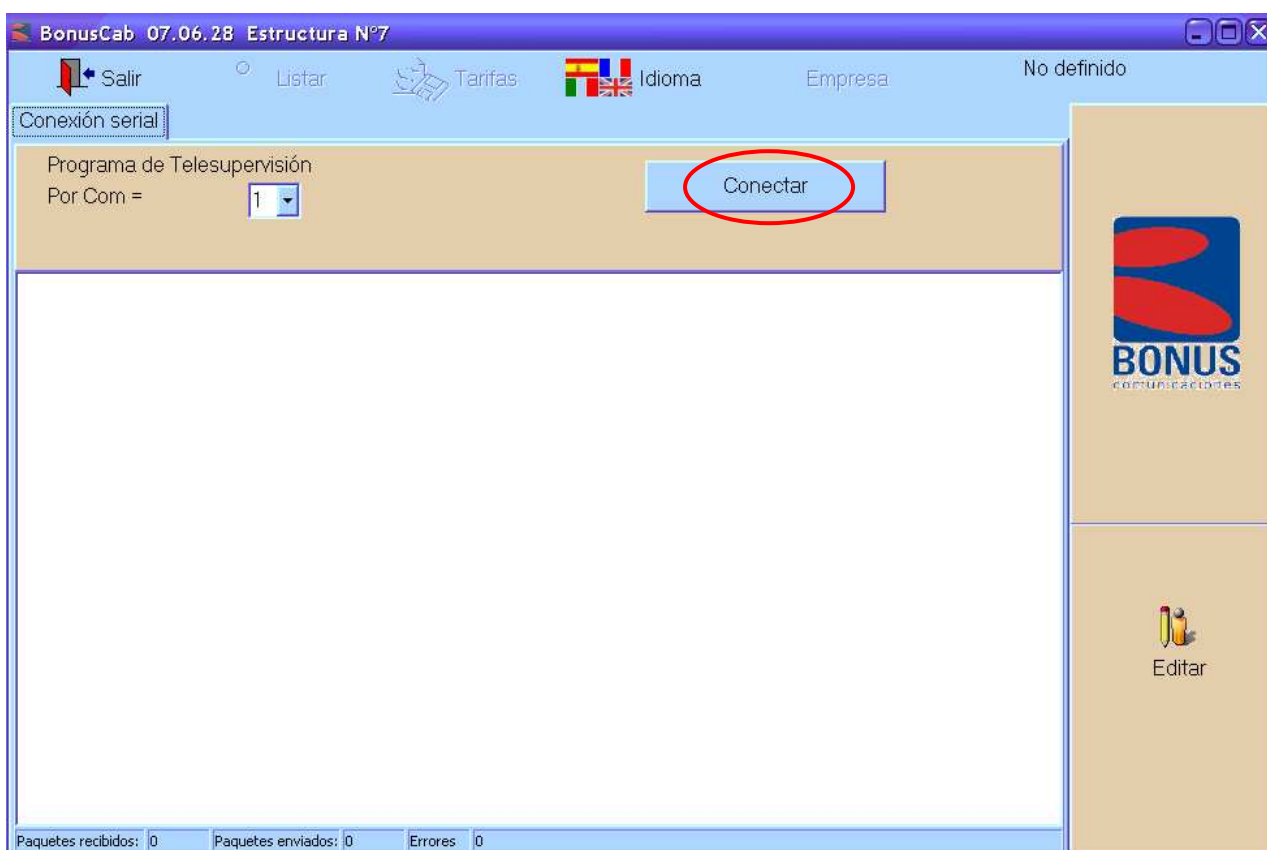 BonusCab 07.06.28 Estructura Nº7
Salir Listar Tarifas Idioma Empresa No definido
Conexión serial
Programa de Telesupervisión
Por Com = 1
Conectar
BONUS
comunicaciones
Editar
Paquetes recibidos: 0 Paquetes enviados: 0 Errores 0